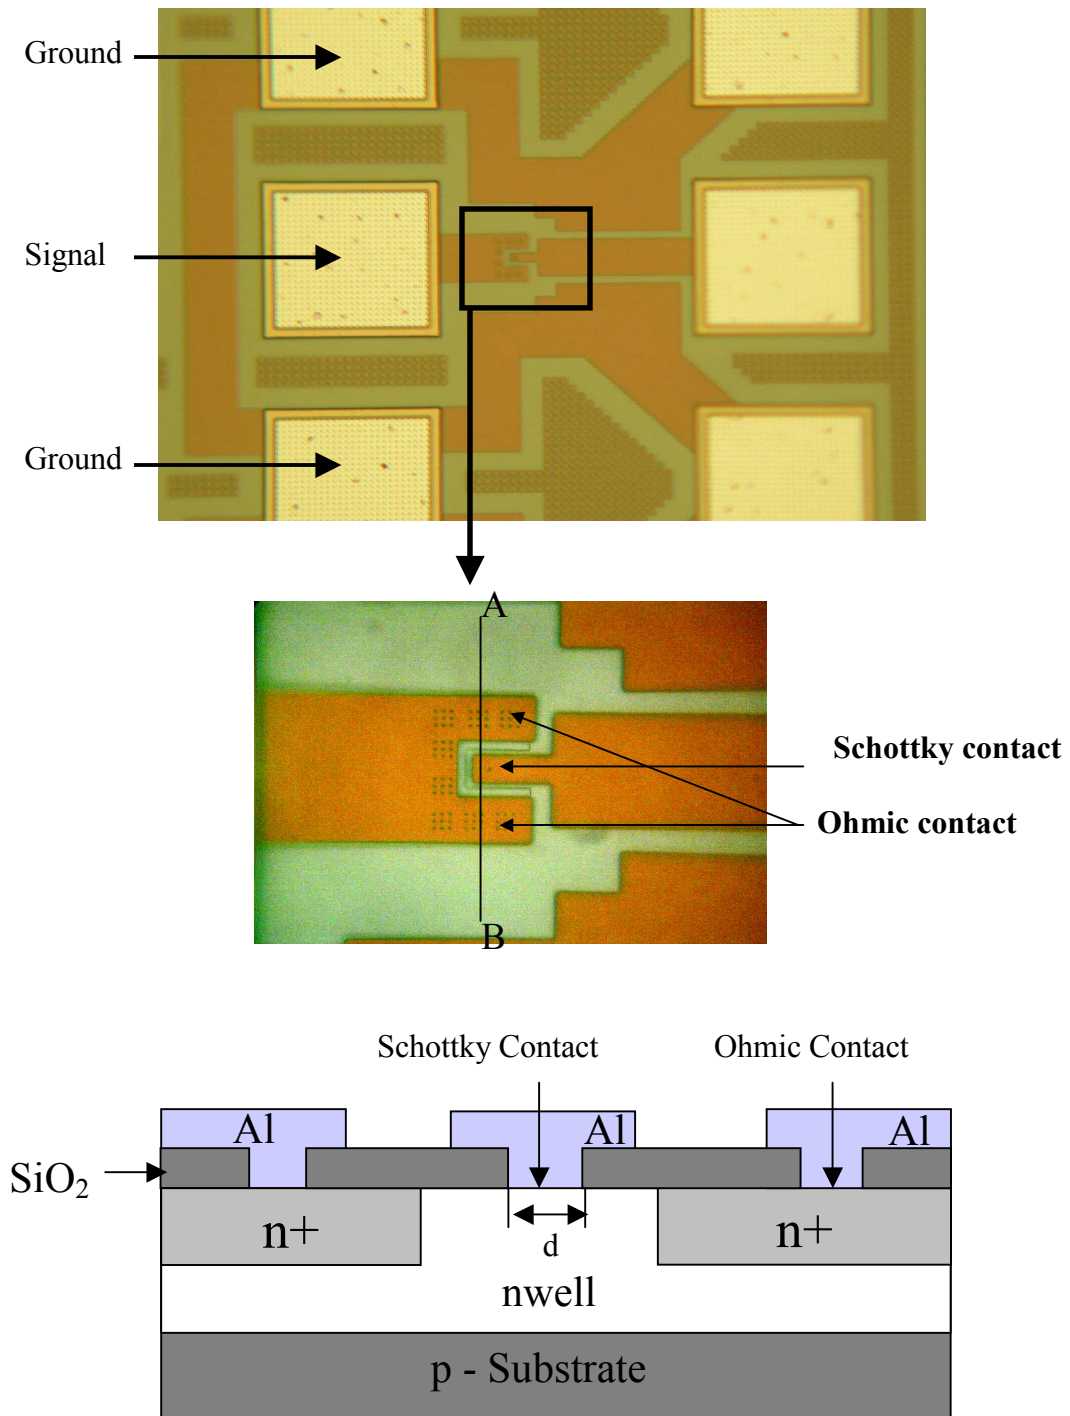 Ground
Signal
Ground
A
Schottky contact
Ohmic contact
B
Schottky Contact Ohmic Contact
Al Al Al
SiO₂
n+ n+
d
nwell
p - Substrate